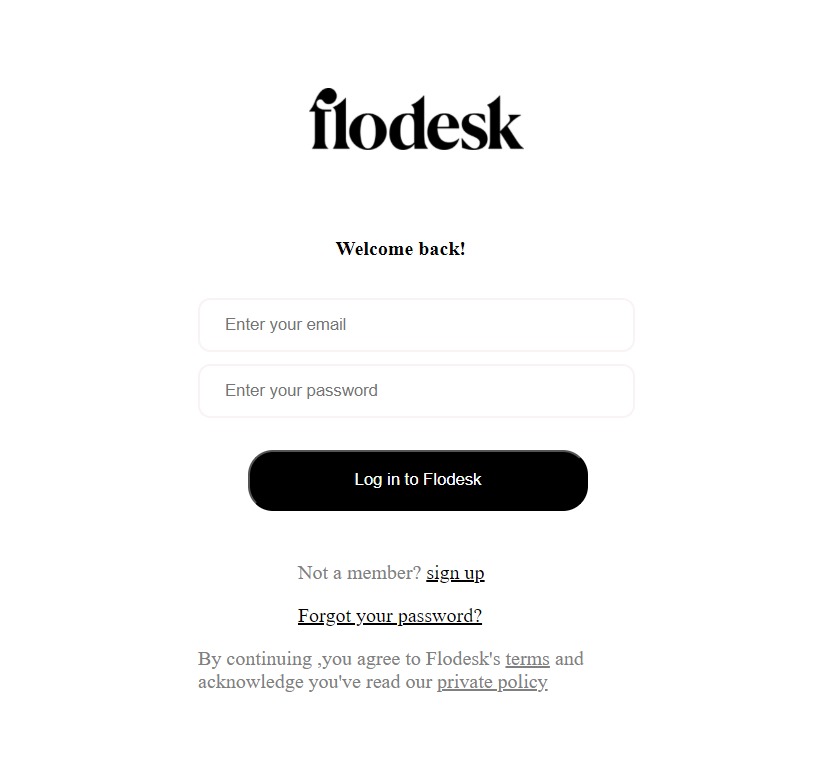 flodesk
Welcome back!
Enter your email
Enter your password
Log in to Flodesk
Not a member? sign up
Forgot your password?
By continuing ,you agree to Flodesk's terms and
acknowledge you've read our private policy